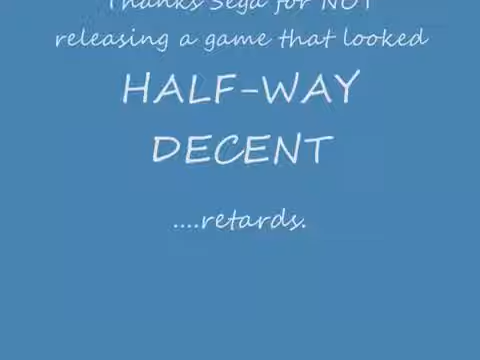 Thanks Sega for NOT
releasing a game that looked
HALF-WAY
DECENT
....retards.